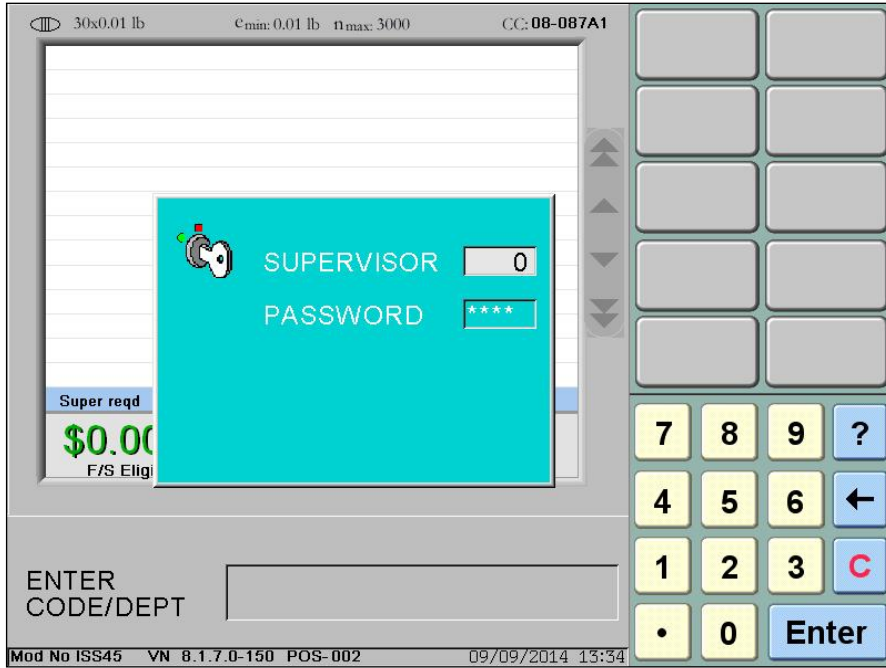 30x0.01 lb emin: 0.01 lb nmax: 3000 CC: 08-087A1
SUPERVISOR 0
PASSWORD ****
Super reqd
$0.00
F/S Eligi
ENTER
CODE/DEPT
Mod No ISS45 VN 8.1.7.0-150 POS-002 09/09/2014 13:34
7 8 9 ?
4 5 6 ←
1 2 3 C
• 0 Enter